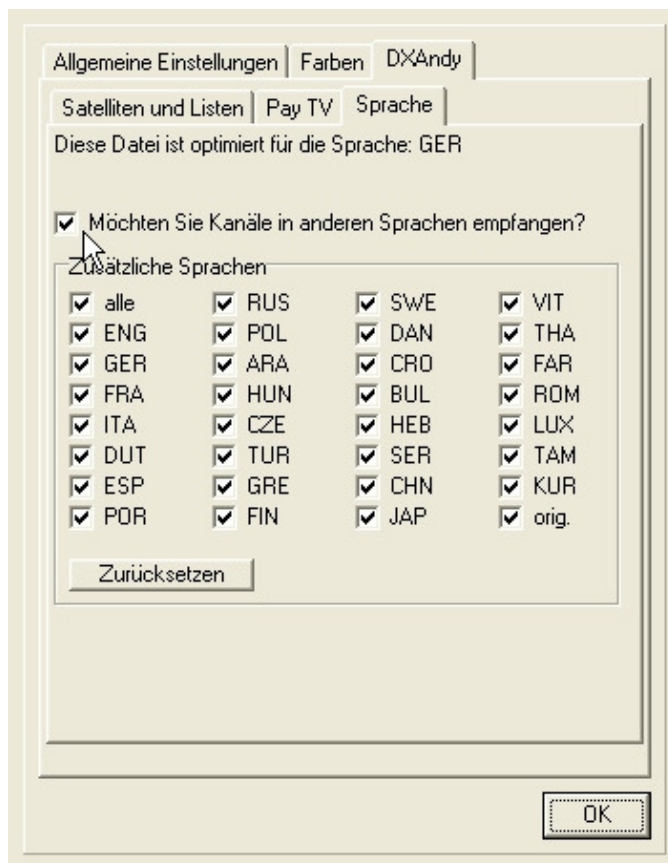 Allgemeine Einstellungen Farben DXAndy
Satelliten und Listen Pay TV Sprache
Diese Datei ist optimiert für die Sprache: GER
Möchten Sie Kanäle in anderen Sprachen empfangen?
Zusätzliche Sprachen
alle RUS SWE VIT
ENG POL DAN THA
GER ARA CRO FAR
FRA HUN BUL ROM
ITA CZE HEB LUX
DUT TUR SER TAM
ESP GRE CHN KUR
POR FIN JAP orig.
Zurücksetzen
OK